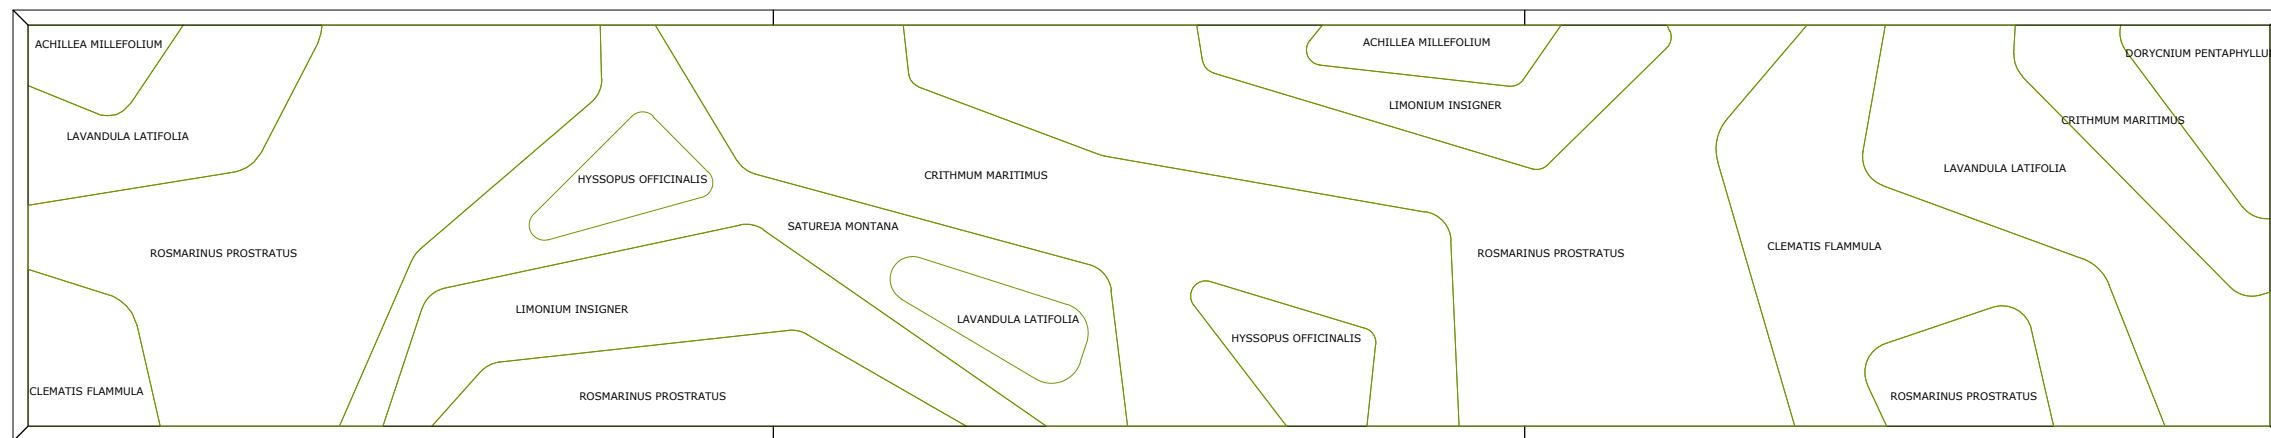 ACHILLEA MILLEFOLIUM
ACHILLEA MILLEFOLIUM
DORYCNIUM PENTAPHYLLU
LIMONIUM INSIGNER
CRITHMUM MARITIMUS
LAVANDULA LATIFOLIA
LAVANDULA LATIFOLIA
CRITHMUM MARITIMUS
HYSSOPUS OFFICINALIS
SATUREJA MONTANA
CLEMATIS FLAMMULA
ROSMARINUS PROSTRATUS
ROSMARINUS PROSTRATUS
LIMONIUM INSIGNER
LAVANDULA LATIFOLIA
HYSSOPUS OFFICINALIS
CLEMATIS FLAMMULA
ROSMARINUS PROSTRATUS
ROSMARINUS PROSTRATUS